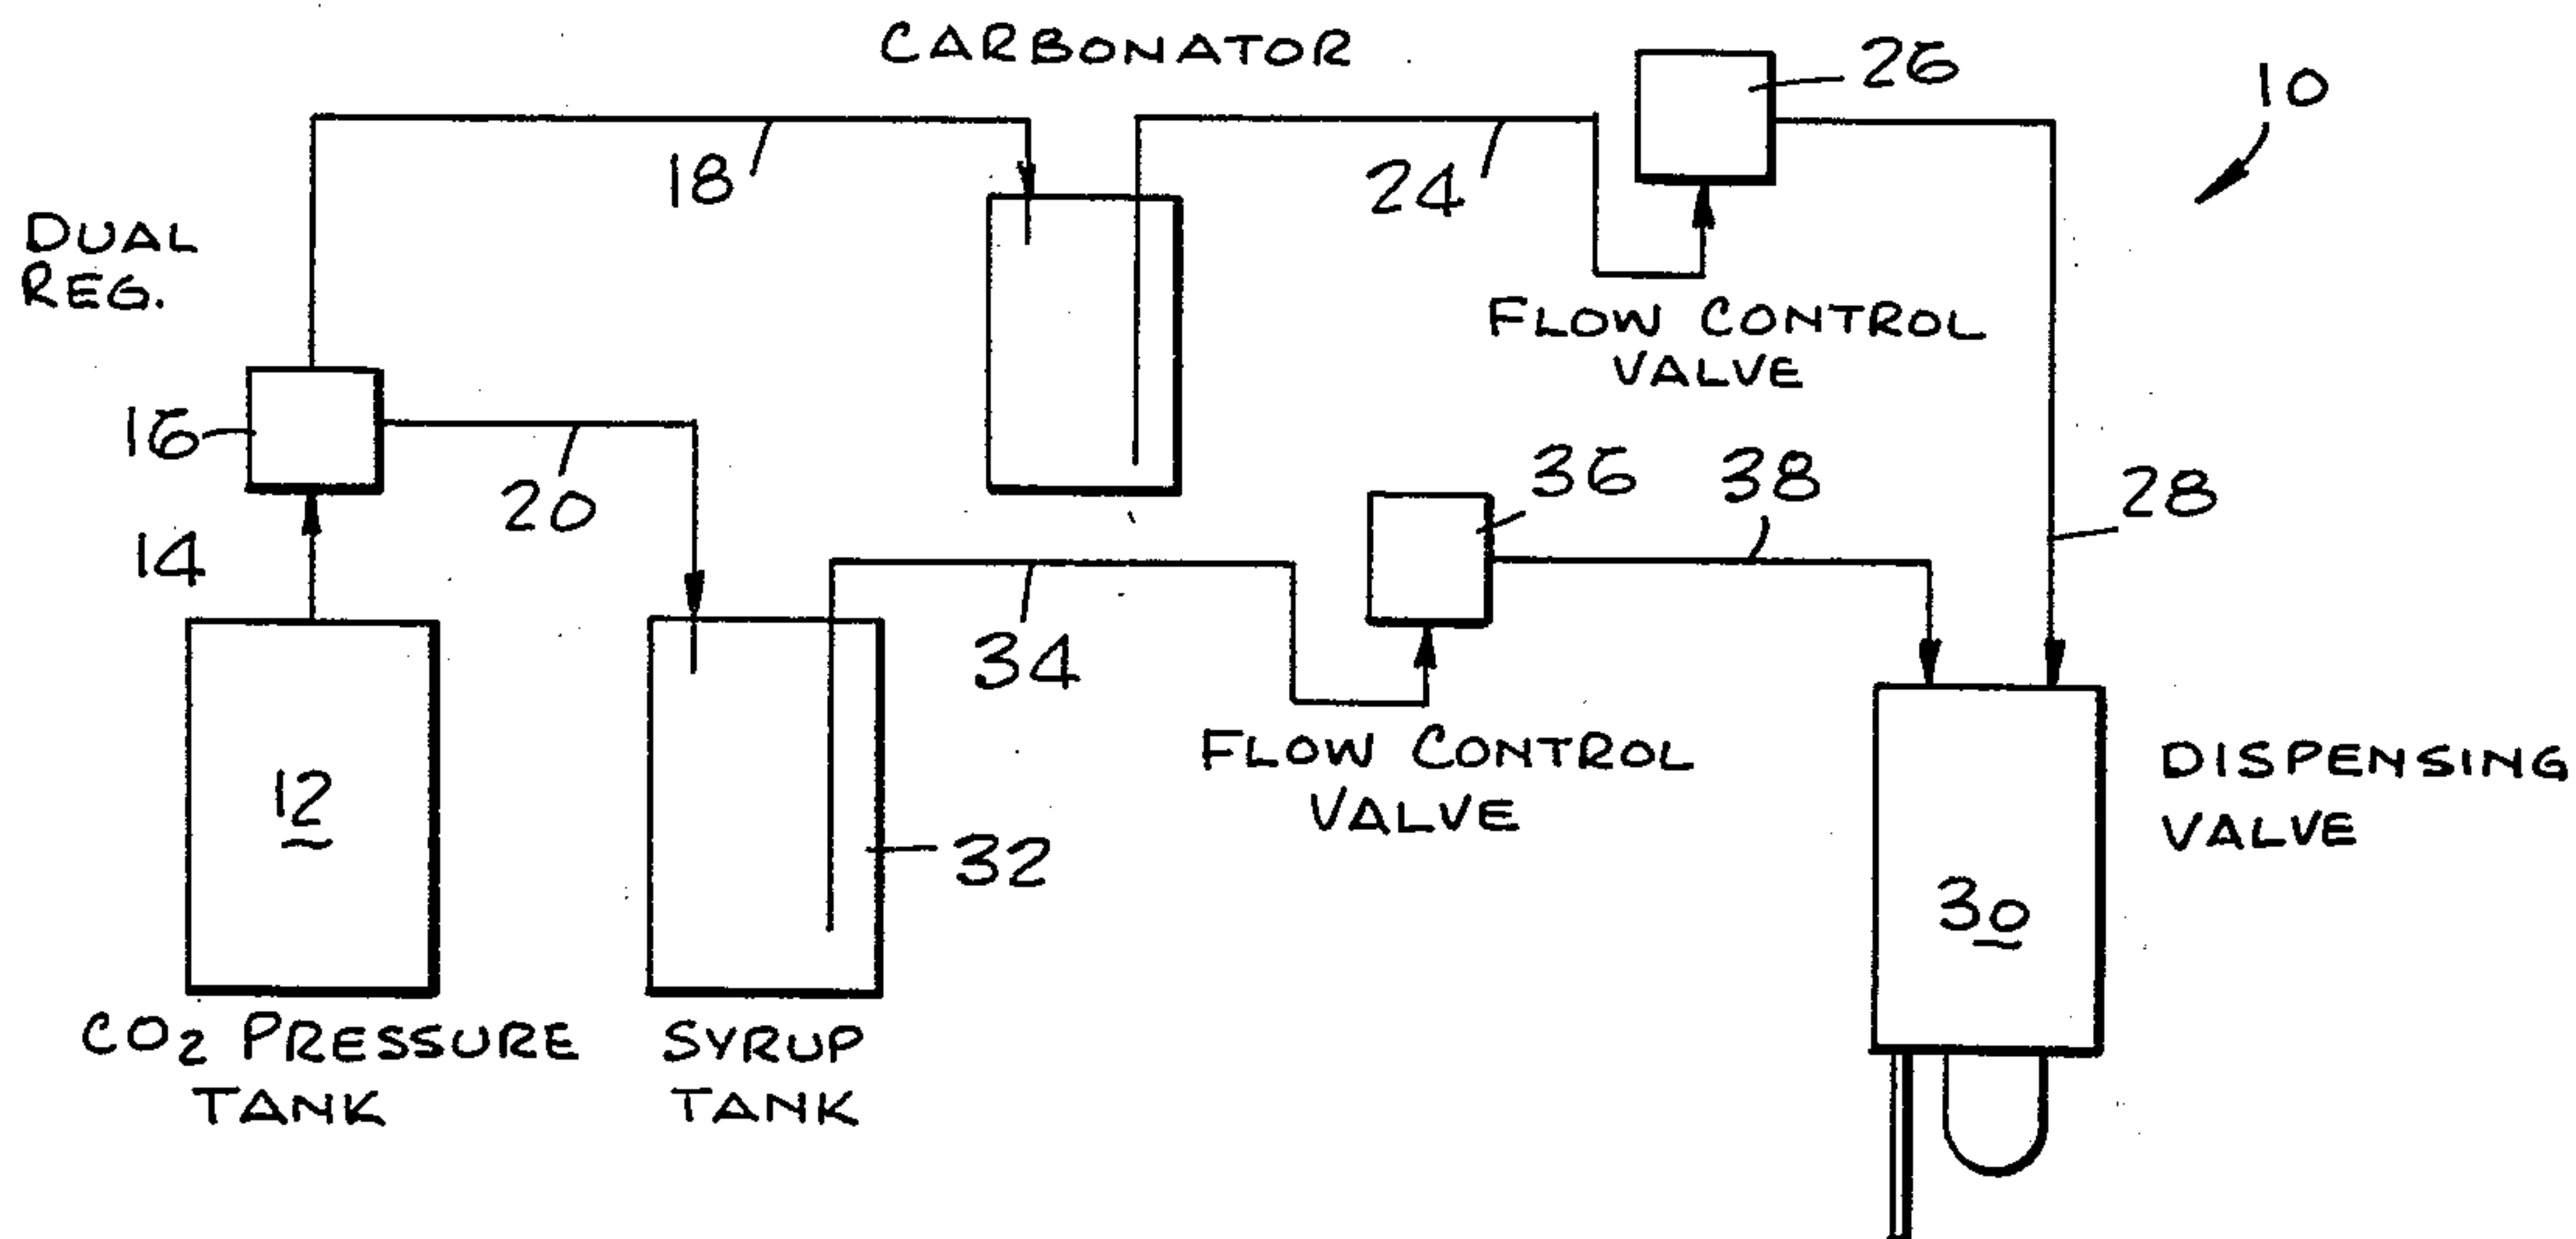 CARBONATOR
26
10
18
24
DUAL
REG.
FLOW CONTROL
VALVE
16
20
36
38
28
14
34
FLOW CONTROL
VALVE
DISPENSING
VALVE
12
32
30
CO₂ PRESSURE
TANK
SYRUP
TANK